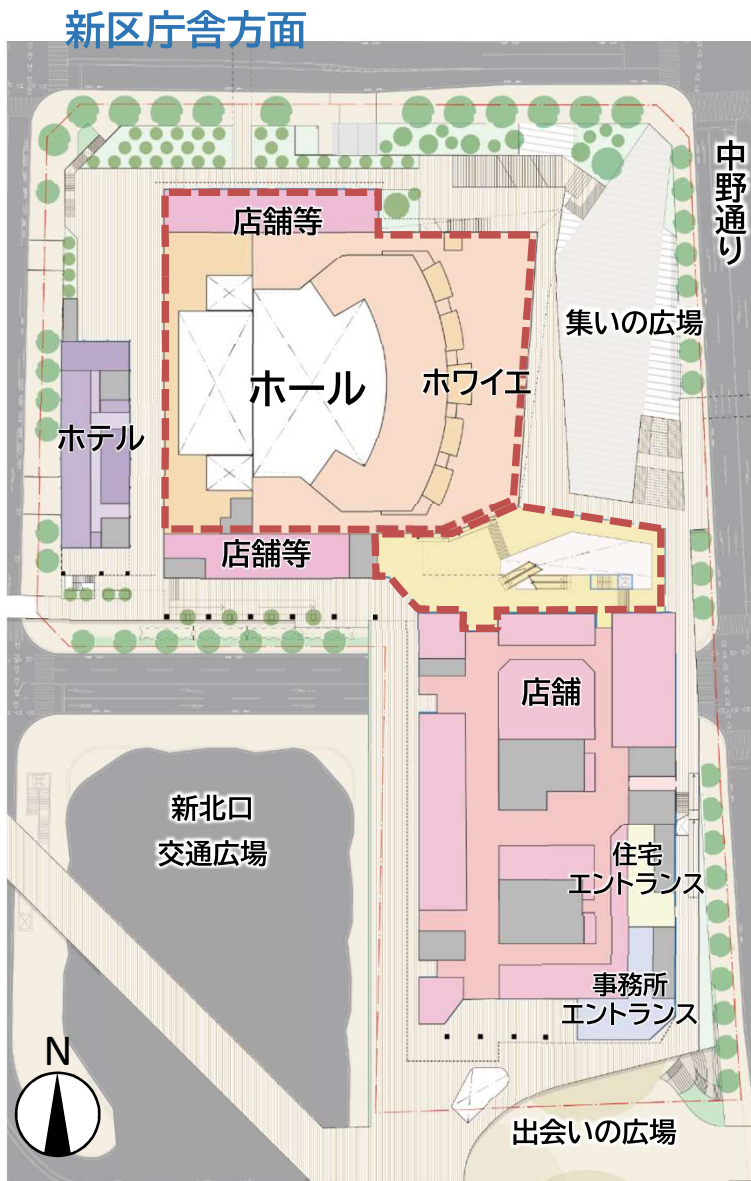 新区庁舎方面
中野通り
店舗等
集いの広場
ホール
ホワイエ
ホテル
店舗等
店舗
新北口
交通広場
住宅
エントランス
事務所
エントランス
N
出会いの広場